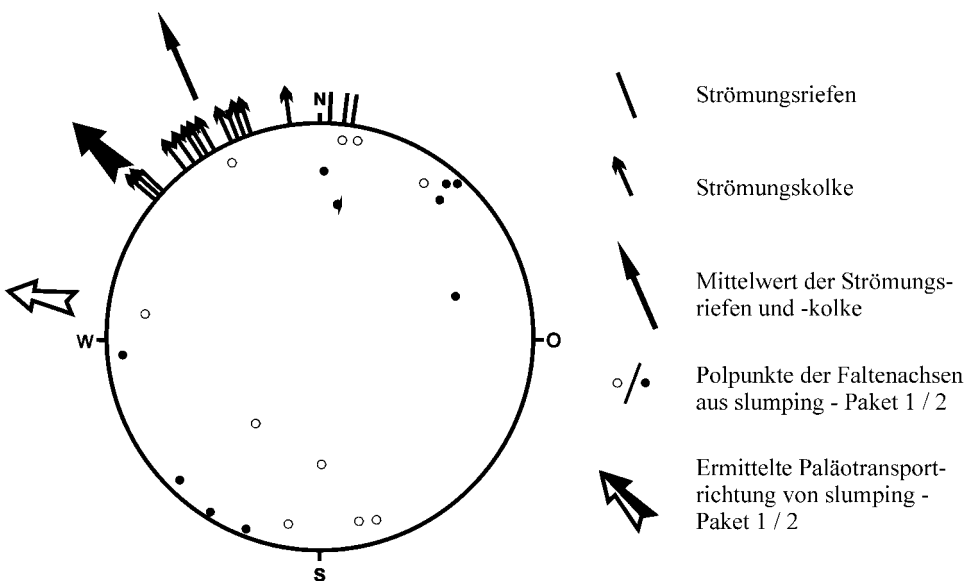 N
W
O
S
Strömungsriefen
Strömungskolke
Mittelwert der Strömungs-
riefen und -kolke
Polpunkte der Faltenachsen
aus slumping - Paket 1 / 2
Ermittelte Paläotransport-
richtung von slumping -
Paket 1 / 2